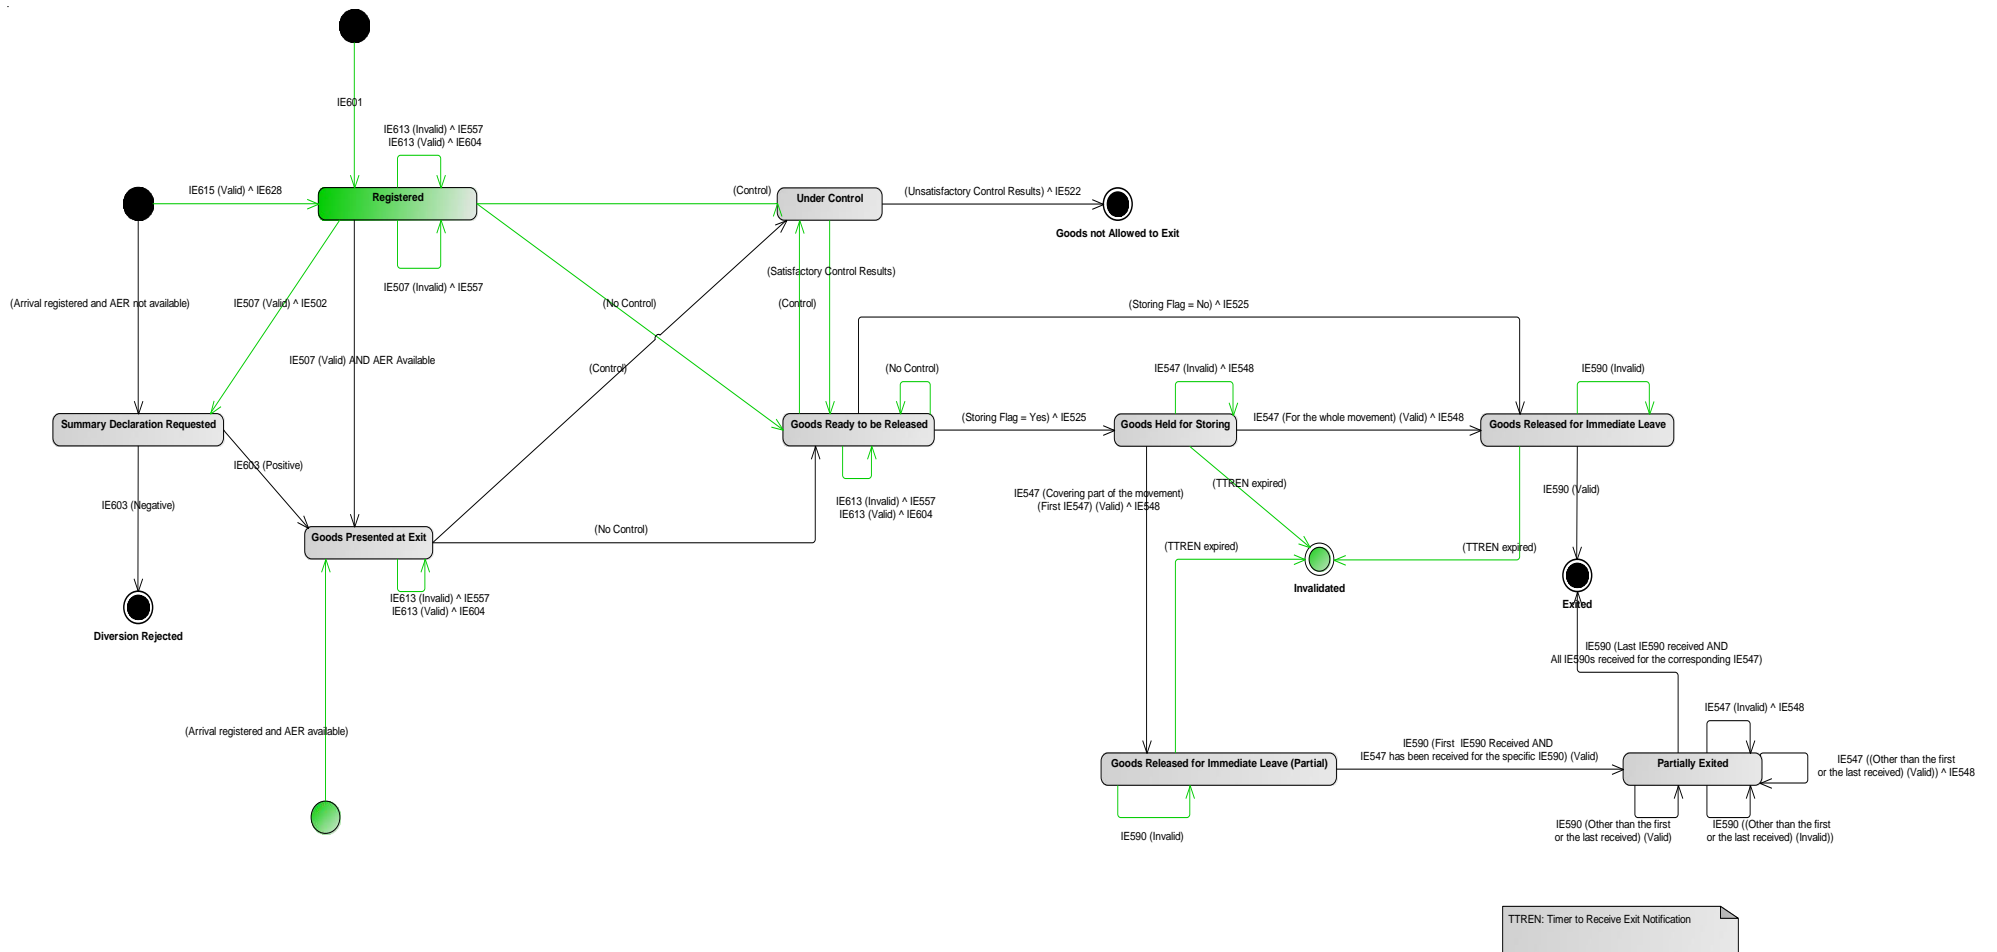 IE601
IE613 (Invalid) ^ IE557
IE613 (Valid) ^ IE604
IE615 (Valid) ^ IE628
Registered
(Control)
Under Control
(Unsatisfactory Control Results) ^ IE522
Goods not Allowed to Exit
(Satisfactory Control Results)
IE507 (Invalid) ^ IE557
(Arrival registered and AER not available)
IE507 (Valid) ^ IE502
(No Control)
(Control)
(Storing Flag = No) ^ IE525
IE507 (Valid) AND AER Available
(Control)
(No Control)
IE547 (Invalid) ^ IE548
IE590 (Invalid)
Summary Declaration Requested
Goods Ready to be Released
(Storing Flag = Yes) ^ IE525
Goods Held for Storing
IE547 (For the whole movement) (Valid) ^ IE548
Goods Released for Immediate Leave
IE603 (Positive)
IE603 (Negative)
IE613 (Invalid) ^ IE557
IE613 (Valid) ^ IE604
IE547 (Covering part of the movement)
(First IE547) (Valid) ^ IE548
(TTREN expired)
IE590 (Valid)
Goods Presented at Exit
(No Control)
(TTREN expired)
(TTREN expired)
Invalidated
Exited
IE613 (Invalid) ^ IE557
IE613 (Valid) ^ IE604
Diversion Rejected
IE590 (Last IE590 received AND
All IE590s received for the corresponding IE547)
(Arrival registered and AER available)
IE547 (Invalid) ^ IE548
Goods Released for Immediate Leave (Partial)
IE590 (First  IE590 Received AND
IE547 has been received for the specific IE590) (Valid)
Partially Exited
IE547 ((Other than the first
or the last received) (Valid)) ^ IE548
IE590 (Invalid)
IE590 (Other than the first
or the last received) (Valid)
IE590 ((Other than the first
or the last received) (Invalid))
TTREN: Timer to Receive Exit Notification